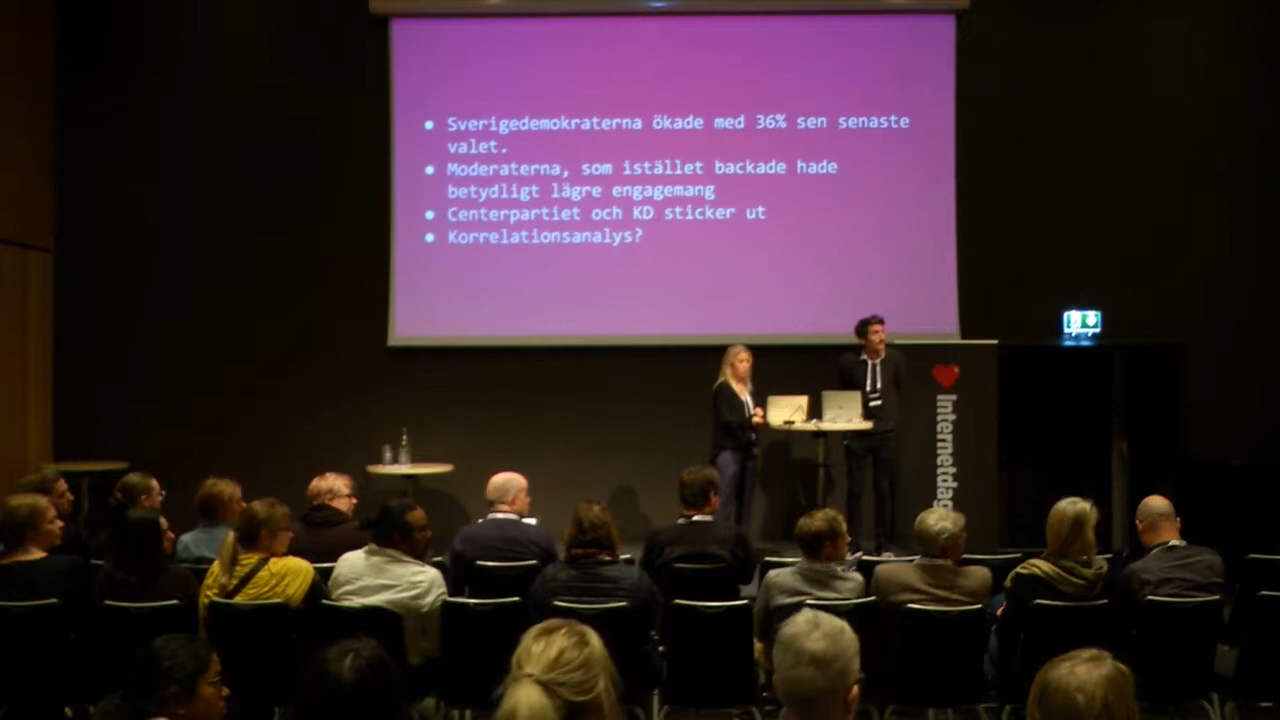 • Sverigedemokraterna ökade med 36% sen senaste
valet.
• Moderaterna, som istället backade hade
betydligt lägre engagemang
• Centerpartiet och KD sticker ut
• Korrelationsanalys?
Internetdag